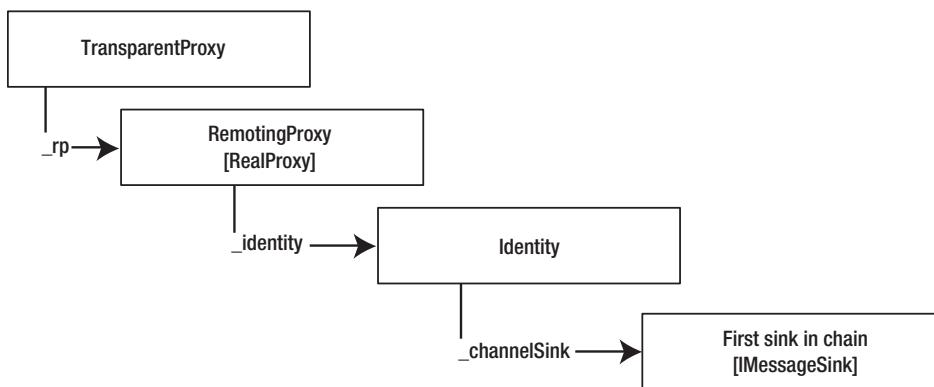 TransparentProxy
_rp
RemotingProxy
[RealProxy]
_identity
Identity
_channelSink
First sink in chain
[IMessageSink]